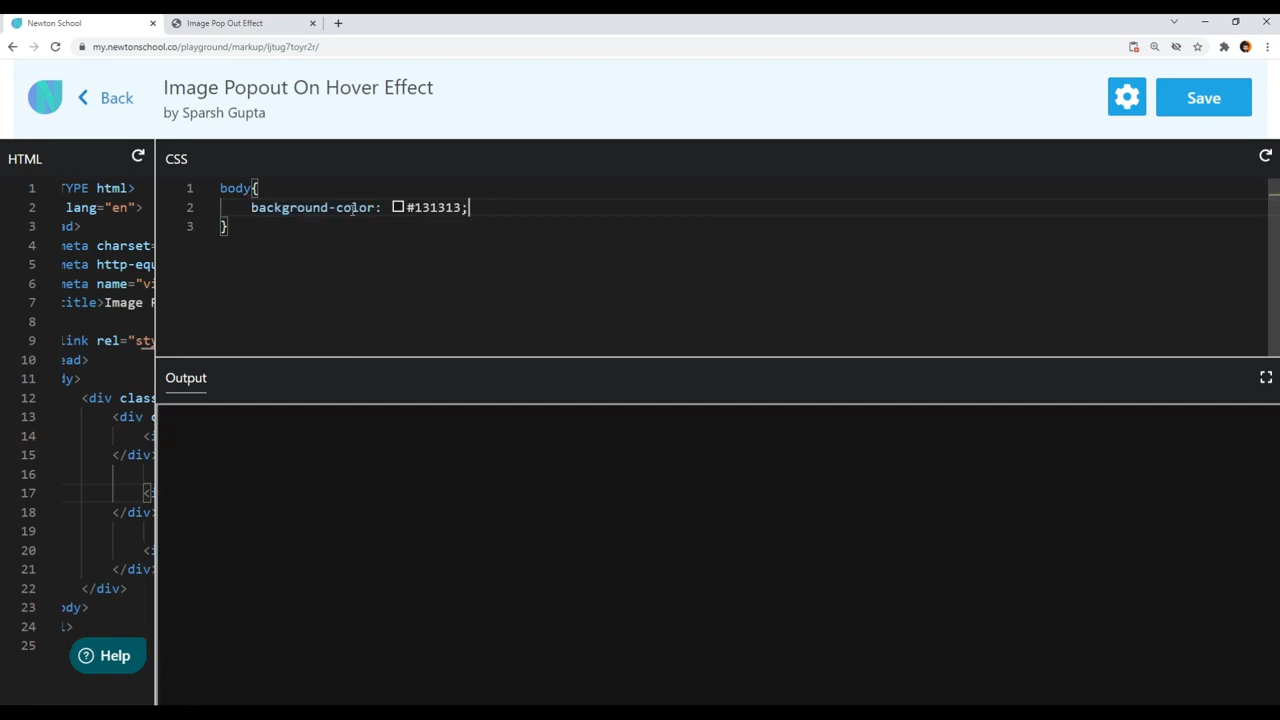 Newton School
Image Pop Out Effect
my.newtonschool.co/playground/markup/ljtug7toyr2r/
Back
Image Popout On Hover Effect
by Sparsh Gupta
Save
HTML
CSS
1 TYPE html>
2 lang="en">
3 ad>
4 meta charset=
5 meta http-equ
6 meta name="vi
7 title>Image
8
9 link rel="sty
10 ead>
11 dy>
12 <div class
13 <div c
14 <i
15 </div>
16
17 <i
18 </div>
19
20 <i
21 </div>
22 </div>
23 ody>
24 l>
25
1 body{
2 background-color: #131313;
3 }
Output
Help